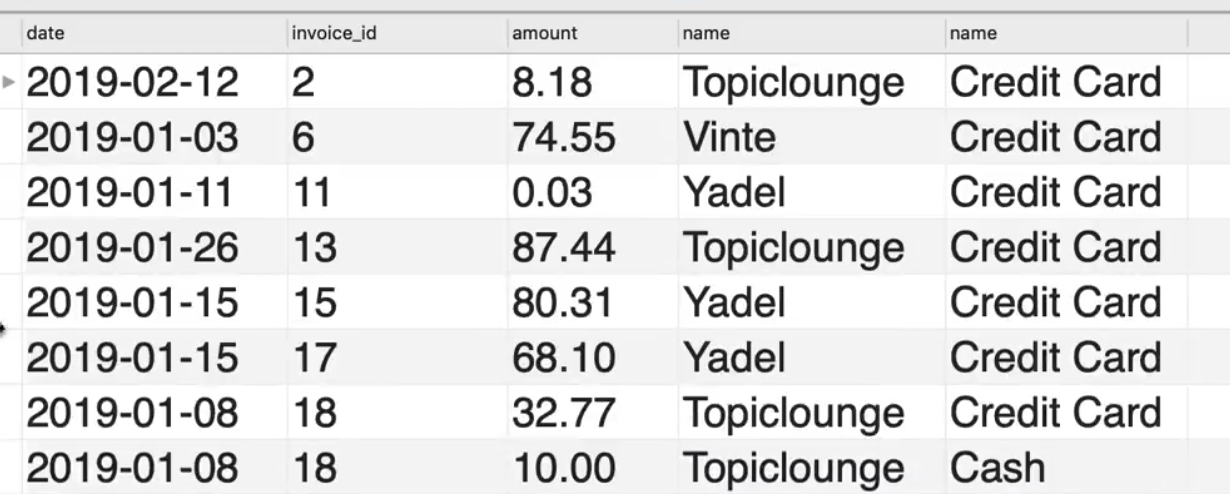 date invoice_id amount name name
2019-02-12 2 8.18 Topiclounge Credit Card
2019-01-03 6 74.55 Vinte Credit Card
2019-01-11 11 0.03 Yadel Credit Card
2019-01-26 13 87.44 Topiclounge Credit Card
2019-01-15 15 80.31 Yadel Credit Card
2019-01-15 17 68.10 Yadel Credit Card
2019-01-08 18 32.77 Topiclounge Credit Card
2019-01-08 18 10.00 Topiclounge Cash